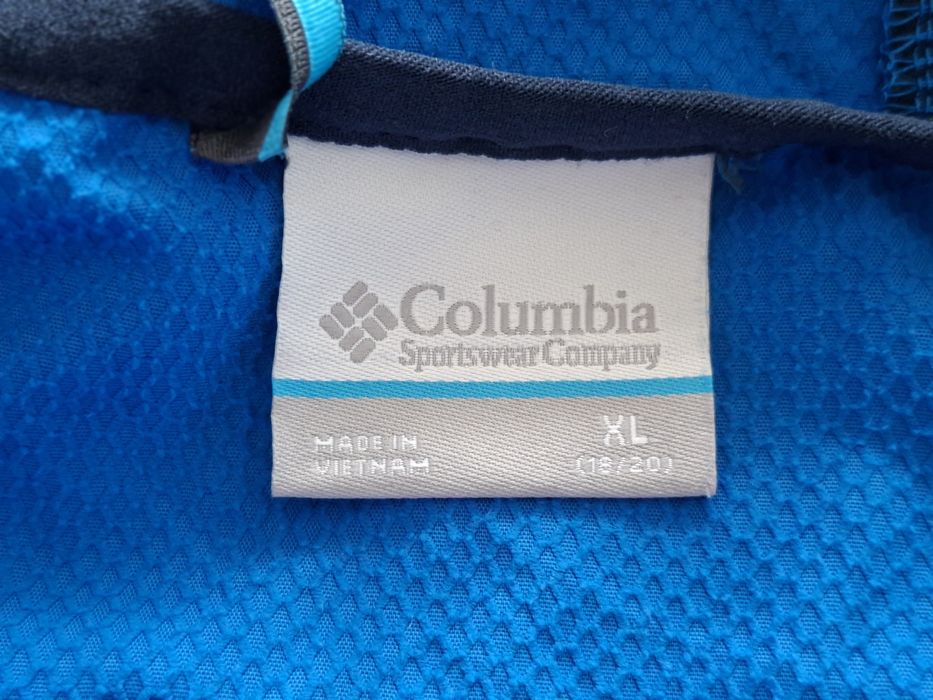 Columbia
Sportswear Company
MADE IN
VIETNAM
XL
(18/20)